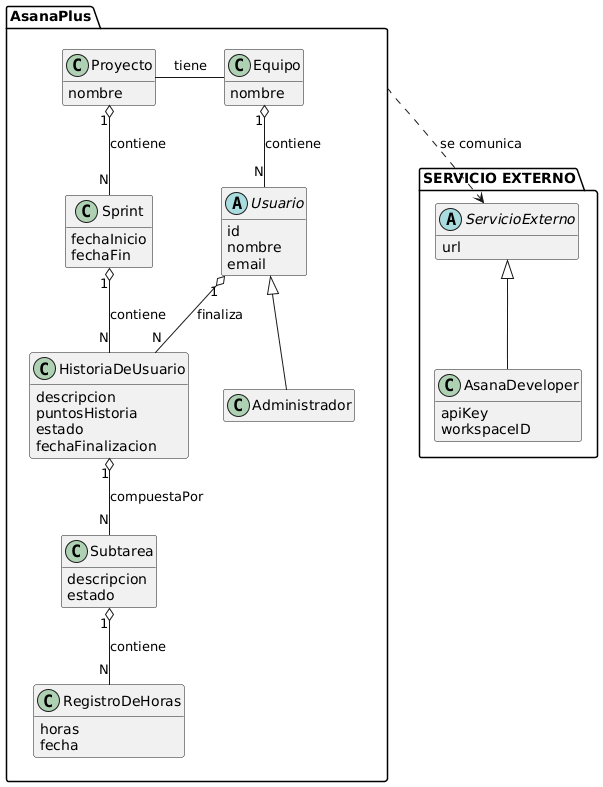 AsanaPlus
C Proyecto
nombre
tiene
C Equipo
nombre
1
contiene
N
1
contiene
N
se comunica
SERVICIO EXTERNO
A ServicioExterno
url
C Sprint
fechaInicio
fechaFin
A Usuario
id
nombre
email
1
contiene
N
1
finaliza
N
C HistoriaDeUsuario
descripcion
puntosHistoria
estado
fechaFinalizacion
C Administrador
C AsanaDeveloper
apiKey
workspaceID
1
compuestaPor
N
C Subtarea
descripcion
estado
1
contiene
N
C RegistroDeHoras
horas
fecha